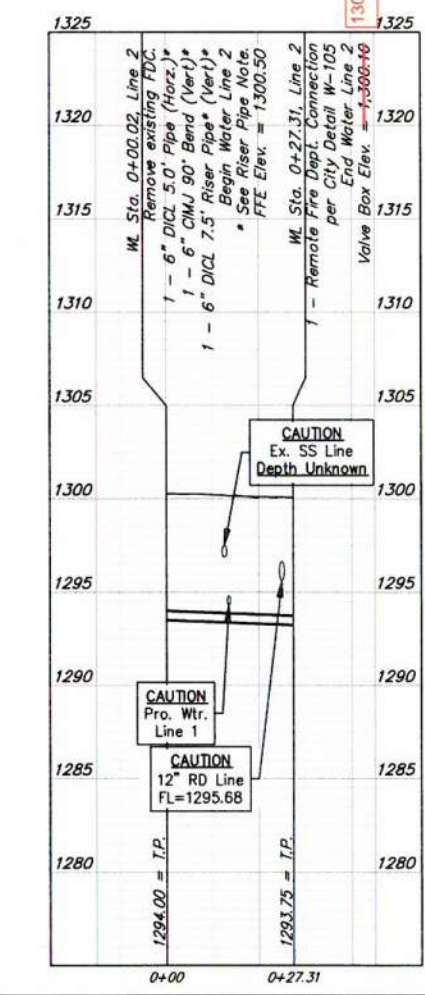 130
1325
1325
1320
1320
1315
1315
1310
1310
1305
1305
1300
1300
1295
1295
1290
1290
1285
1285
1280
1280
WL Sta. 0+00.02, Line 2
Remove existing FDC.
1 - 6" DICL 5.0' Pipe (Horz.)*
1 - 6" CIMJ 90° Bend (Vert)*
1 - 6" DICL 7.5' Riser Pipe* (Vert)*
Begin Water Line 2
* See Riser Pipe Note.
FFE Elev. = 1300.50
WL Sta. 0+27.31, Line 2
1 - Remote Fire Dept. Connection
per City Detail W-105
End Water Line 2
Valve Box Elev. = 1,300.10
CAUTION
Ex. SS Line
Depth Unknown
CAUTION
Pro. Wtr.
Line 1
CAUTION
12" RD Line
FL=1295.68
1294.00 = T.P.
1293.75 = T.P.
0+00
0+27.31